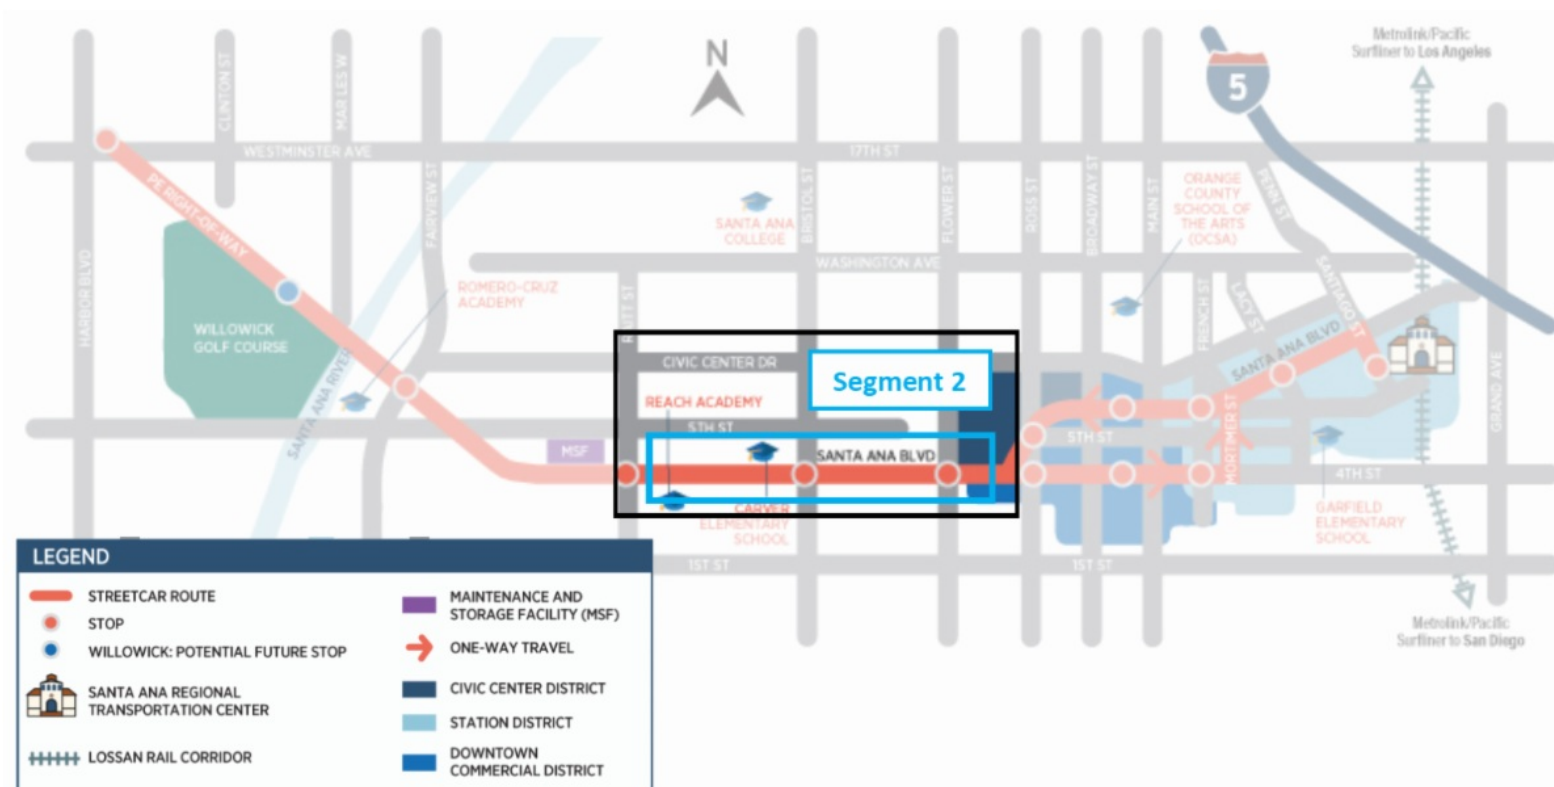 Metrolink/Pacific
Surfliner to Los Angeles
N
5
CLINTON ST
MAR LES W
WESTMINSTER AVE
17TH ST
PE RIGHT-OF-WAY
FAIRVIEW ST
HARBOR BLVD
SANTA ANA
COLLEGE
BRISTOL ST
FLOWER ST
ROSS ST
BROADWAY ST
MAIN ST
ORANGE
COUNTY
SCHOOL OF
THE ARTS
(OCSA)
PENN ST
WASHINGTON AVE
ROMERO-CRUZ
ACADEMY
FRENCH ST
LACY ST
SANTIAGO ST
WILLOWICK
GOLF COURSE
SANTA ANA RIVER
CIVIC CENTER DR
Segment 2
SANTA ANA BLVD
GRAND AVE
REACH ACADEMY
5TH ST
5TH ST
MORTIMER ST
MSF
SANTA ANA BLVD
4TH ST
CARVER
ELEMENTARY
SCHOOL
GARFIELD
ELEMENTARY
SCHOOL
1ST ST
1ST ST
Metrolink/Pacific
Surfliner to San Diego
LEGEND
STREETCAR ROUTE
STOP
WILLOWICK: POTENTIAL FUTURE STOP
SANTA ANA REGIONAL
TRANSPORTATION CENTER
LOSSAN RAIL CORRIDOR
MAINTENANCE AND
STORAGE FACILITY (MSF)
ONE-WAY TRAVEL
CIVIC CENTER DISTRICT
STATION DISTRICT
DOWNTOWN
COMMERCIAL DISTRICT